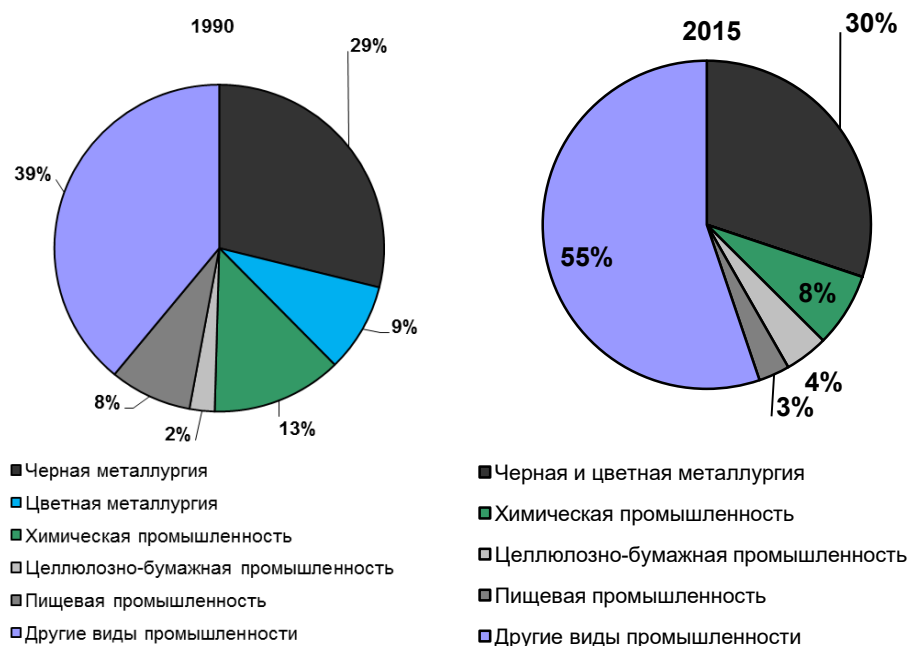 1990
29%
39%
9%
8%
2%
13%
Черная металлургия
Цветная металлургия
Химическая промышленность
Целлюлозно-бумажная промышленность
Пищевая промышленность
Другие виды промышленности
2015
30%
55%
8%
4%
3%
Черная и цветная металлургия
Химическая промышленность
Целлюлозно-бумажная промышленность
Пищевая промышленность
Другие виды промышленности